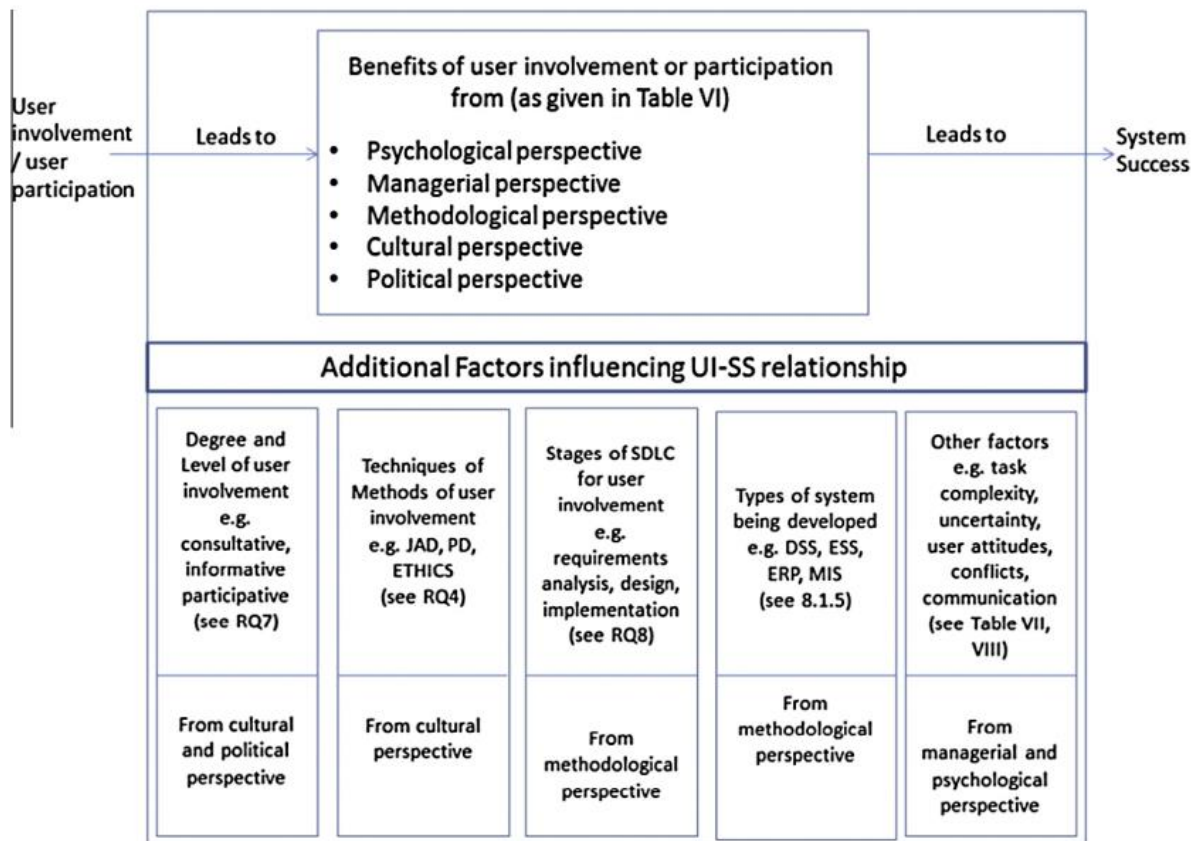 User
involvement
/ user
participation
Leads to
Benefits of user involvement or participation
from (as given in Table VI)
• Psychological perspective
• Managerial perspective
• Methodological perspective
• Cultural perspective
• Political perspective
Leads to
System
Success
Additional Factors influencing UI-SS relationship
Degree and
Level of user
involvement
e.g.
consultative,
informative
participative
(see RQ7)
From cultural
and political
perspective
Techniques of
Methods of user
involvement
e.g. JAD, PD,
ETHICS
(see RQ4)
From cultural
perspective
Stages of SDLC
for user
involvement
e.g.
requirements
analysis, design,
implementation
(see RQ8)
From
methodological
perspective
Types of system
being developed
e.g. DSS, ESS,
ERP, MIS
(see 8.1.5)
From
methodological
perspective
Other factors
e.g. task
complexity,
uncertainty,
user attitudes,
conflicts,
communication
(see Table VII,
VIII)
From
managerial and
psychological
perspective